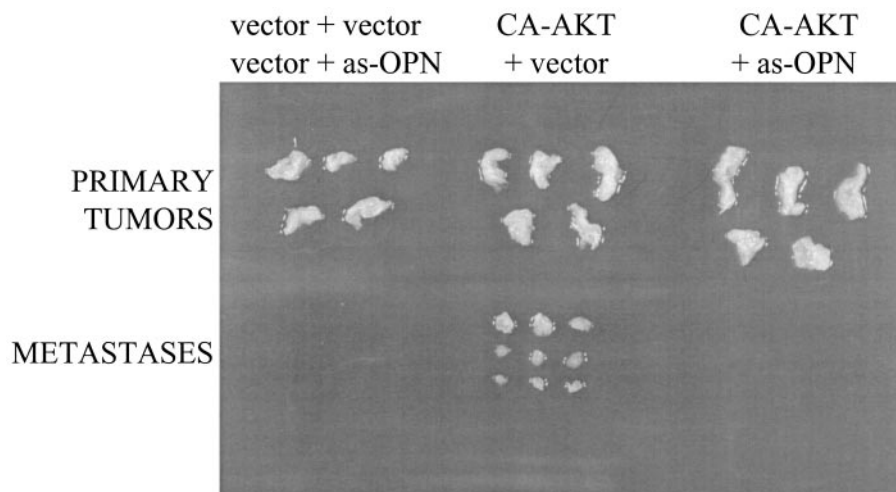 vector + vector
vector + as-OPN
CA-AKT
+ vector
CA-AKT
+ as-OPN
PRIMARY
TUMORS
METASTASES